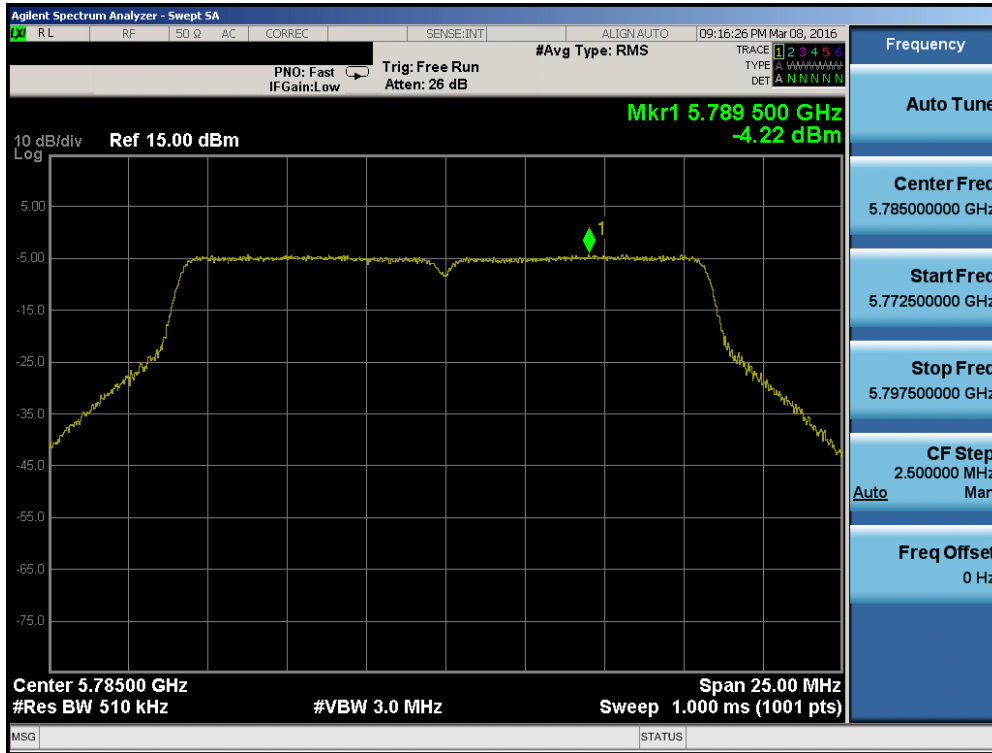 Agilent Spectrum Analyzer - Swept SA
LXI RL RF 50 Ω AC CORREC SENSE:INT ALIGN AUTO 09:16:26 PM Mar 08, 2016
#Avg Type: RMS TRACE 1 2 3 4 5 6
PNO: Fast Trig: Free Run TYPE A WWWWW
IFGain:Low Atten: 26 dB DET A N N N N N
Mkr1 5.789 500 GHz
-4.22 dBm
10 dB/div Ref 15.00 dBm
Log
1
5.00
-5.00
-15.0
-25.0
-35.0
-45.0
-55.0
-65.0
-75.0
Center 5.78500 GHz Span 25.00 MHz
#Res BW 510 kHz #VBW 3.0 MHz Sweep 1.000 ms (1001 pts)
MSG STATUS
Frequency
Auto Tune
Center Freq
5.785000000 GHz
Start Freq
5.772500000 GHz
Stop Freq
5.797500000 GHz
CF Step
2.500000 MHz
Auto Man
Freq Offset
0 Hz